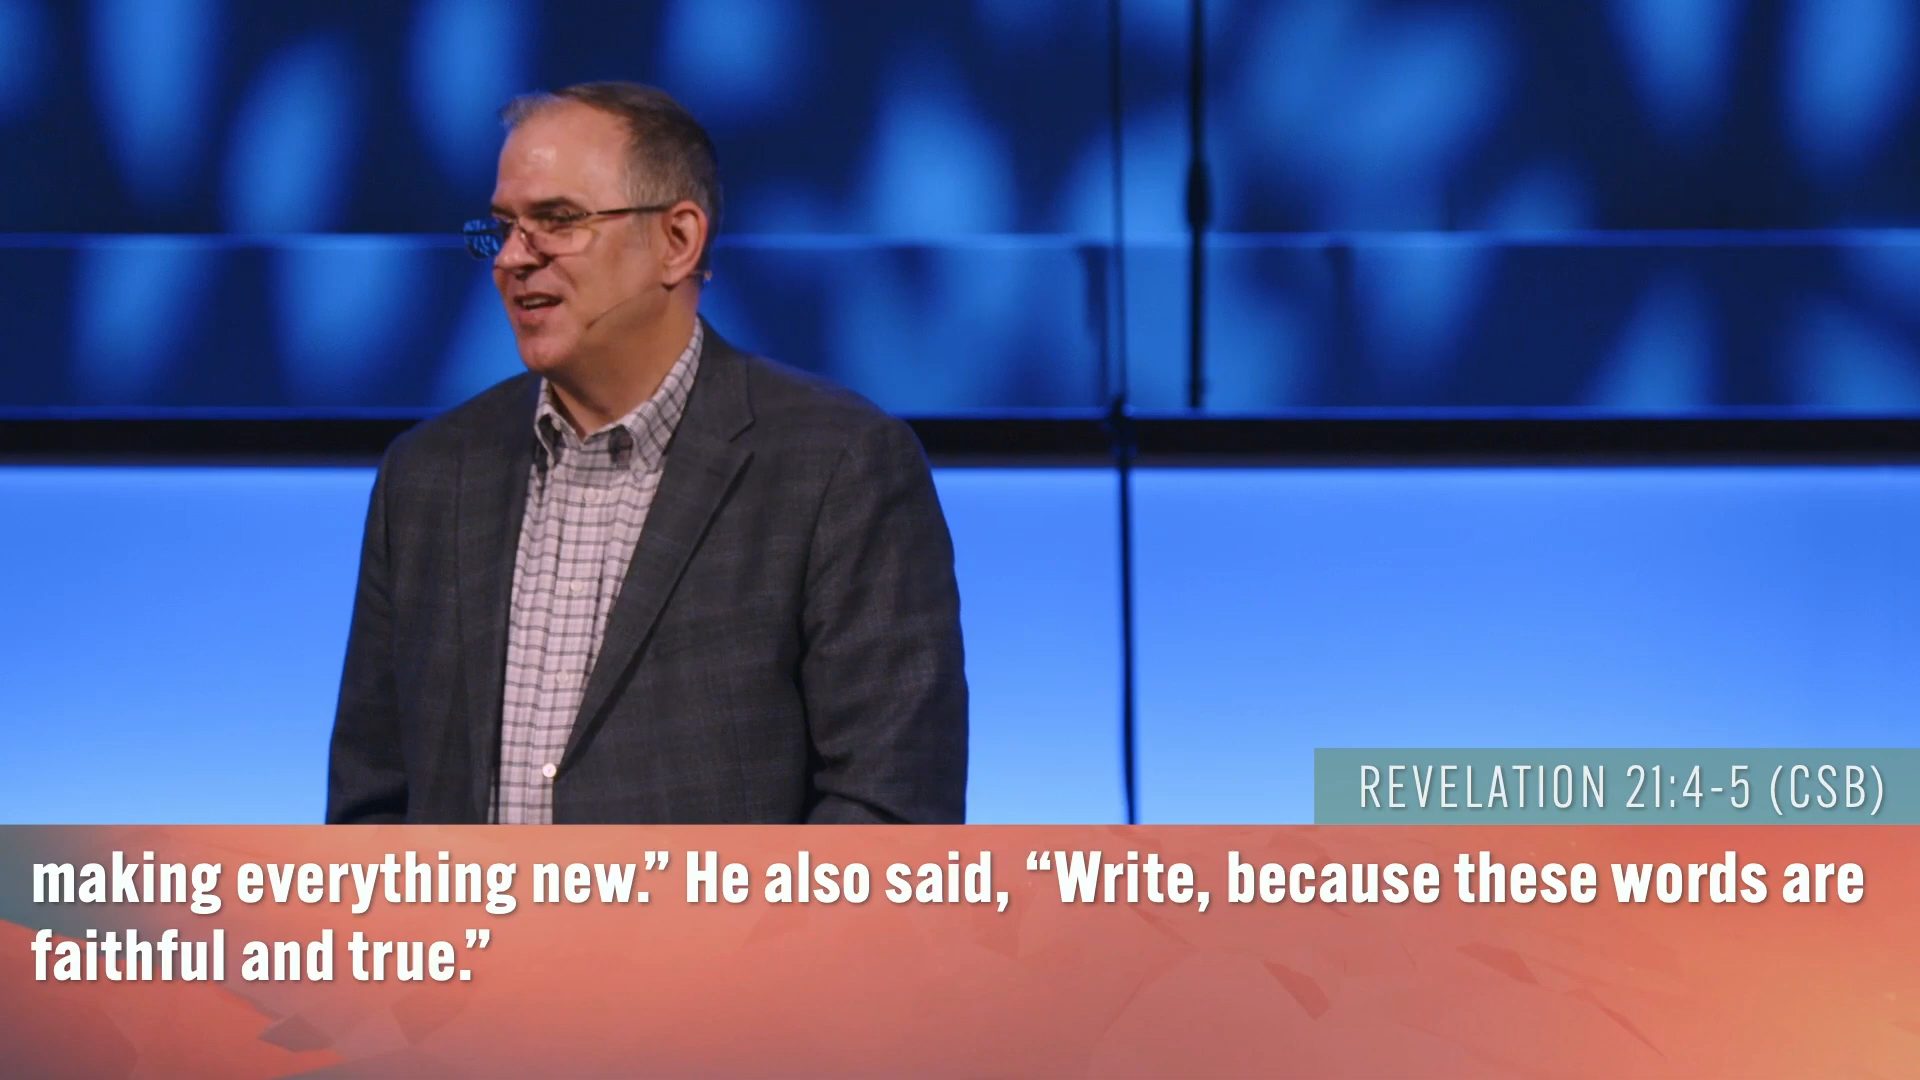 REVELATION 21:4-5 (CSB)
making everything new.” He also said, “Write, because these words are
faithful and true.”